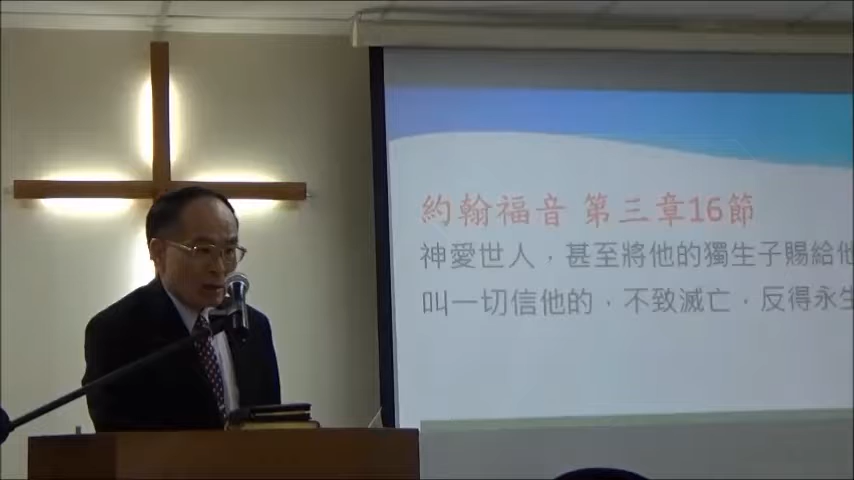 約翰福音 第三章16節
神愛世人，甚至將他的獨生子賜給他
叫一切信他的，不致滅亡，反得永生